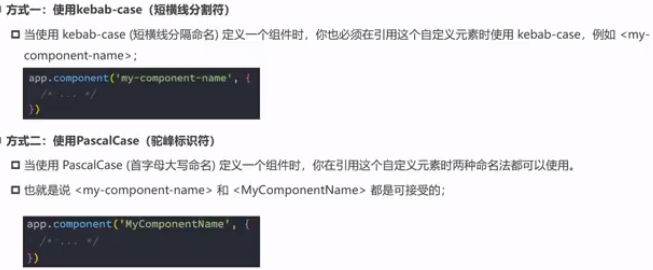 方式一：使用kebab-case（短横线分割符）
当使用 kebab-case (短横线分隔命名) 定义一个组件时，你也必须在引用这个自定义元素时使用 kebab-case，例如 <my-
component-name>；
app.component('my-component-name', {
/* ... */
})
方式二：使用PascalCase（驼峰标识符）
当使用 PascalCase (首字母大写命名) 定义一个组件时，你在引用这个自定义元素时两种命名法都可以使用。
也就是说 <my-component-name> 和 <MyComponentName> 都是可接受的；
app.component('MyComponentName', {
/* ... */
})